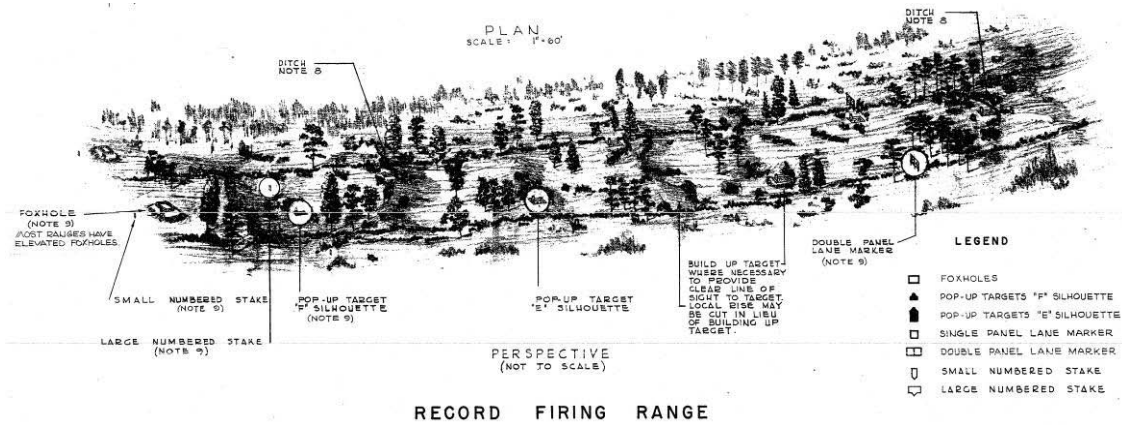 PLAN
SCALE: 1"=60'
DITCH
NOTE 8
DITCH
NOTE 8
FOXHOLE
(NOTE 9)
MOST RANGES HAVE
ELEVATED FOXHOLES.
SMALL NUMBERED STAKE
(NOTE 9)
LARGE NUMBERED STAKE
(NOTE 9)
POP-UP TARGET
"F" SILHOUETTE
(NOTE 9)
POP-UP TARGET
"E" SILHOUETTE
BUILD UP TARGET
WHERE NECESSARY
TO PROVIDE
CLEAR LINE OF
SIGHT TO TARGET.
LOCAL RISE MAY
BE CUT IN LIEU
OF BUILDING UP
TARGET.
DOUBLE PANEL
LANE MARKER
(NOTE 9)
LEGEND
FOXHOLES
POP-UP TARGETS "F" SILHOUETTE
POP-UP TARGETS "E" SILHOUETTE
SINGLE PANEL LANE MARKER
DOUBLE PANEL LANE MARKER
SMALL NUMBERED STAKE
LARGE NUMBERED STAKE
PERSPECTIVE
(NOT TO SCALE)
RECORD FIRING RANGE